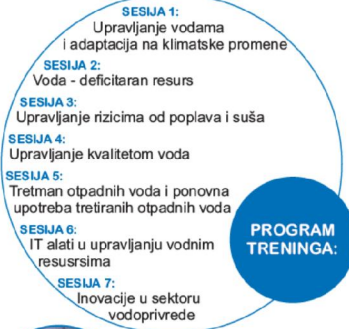 SESIJA 1:
Upravljanje vodama
i adaptacija na klimatske promene
SESIJA 2:
Voda - deficitaran resurs
SESIJA 3:
Upravljanje rizicima od poplava i suša
SESIJA 4:
Upravljanje kvalitetom voda
SESIJA 5:
Tretman otpadnih voda i ponovna
upotreba tretiranih otpadnih voda
SESIJA 6:
IT alati u upravljanju vodnim
resusrsima
SESIJA 7:
Inovacije u sektoru
vodoprivrede
PROGRAM
TRENINGA: